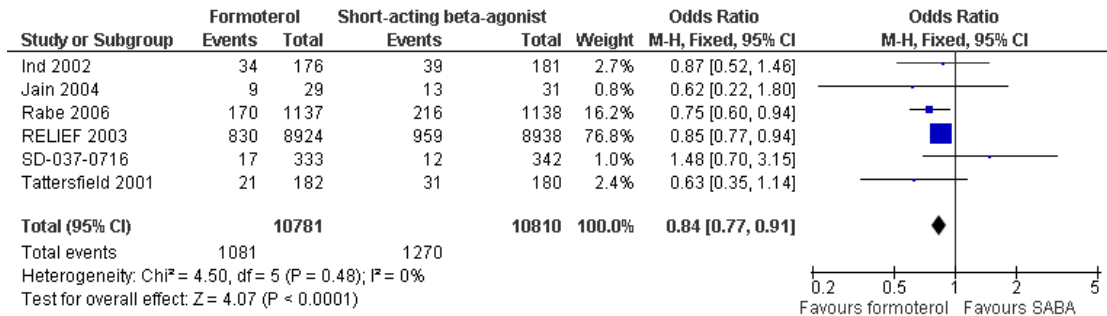 Formoterol Short-acting beta-agonist Odds Ratio Odds Ratio
Study or Subgroup Events Total Events Total Weight M-H, Fixed, 95% CI M-H, Fixed, 95% CI
Ind 2002 34 176 39 181 2.7% 0.87 [0.52, 1.46]
Jain 2004 9 29 13 31 0.8% 0.62 [0.22, 1.80]
Rabe 2006 170 1137 216 1138 16.2% 0.75 [0.60, 0.94]
RELIEF 2003 830 8924 959 8938 76.8% 0.85 [0.77, 0.94]
SD-037-0716 17 333 12 342 1.0% 1.48 [0.70, 3.15]
Tattersfield 2001 21 182 31 180 2.4% 0.63 [0.35, 1.14]
Total (95% CI) 10781 10810 100.0% 0.84 [0.77, 0.91]
Total events 1081 1270
Heterogeneity: Chi² = 4.50, df = 5 (P = 0.48); I² = 0%
Test for overall effect: Z = 4.07 (P < 0.0001)
0.2 0.5 1 2 5
Favours formoterol Favours SABA